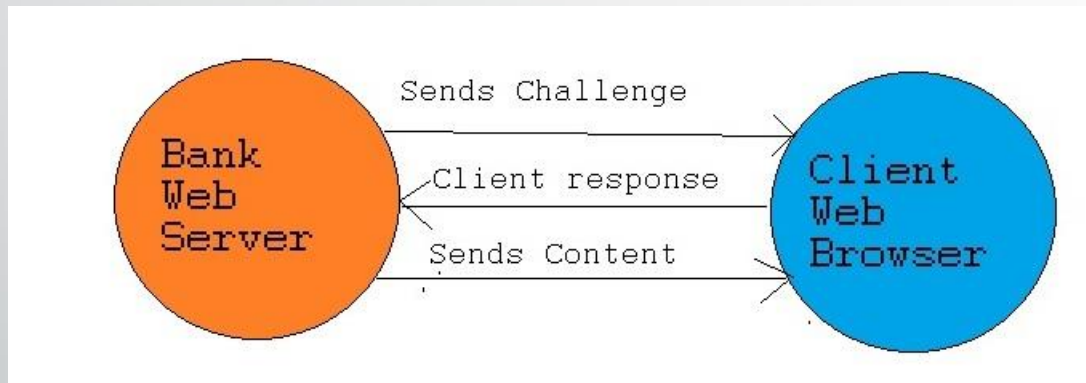 Sends Challenge
Bank
Web
Server
Client response
Client
Web
Browser
Sends Content